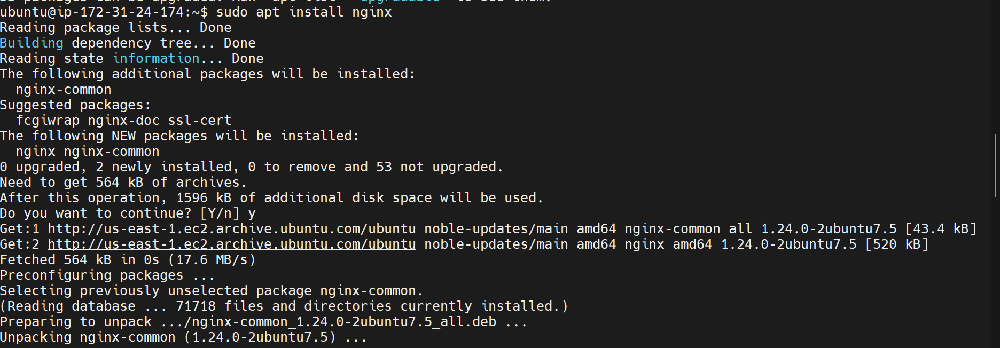 upgradable to see them.
ubuntu@ip-172-31-24-174:~$ sudo apt install nginx
Reading package lists... Done
Building dependency tree... Done
Reading state information... Done
The following additional packages will be installed:
  nginx-common
Suggested packages:
  fcgiwrap nginx-doc ssl-cert
The following NEW packages will be installed:
  nginx nginx-common
0 upgraded, 2 newly installed, 0 to remove and 53 not upgraded.
Need to get 564 kB of archives.
After this operation, 1596 kB of additional disk space will be used.
Do you want to continue? [Y/n] y
Get:1 http://us-east-1.ec2.archive.ubuntu.com/ubuntu noble-updates/main amd64 nginx-common all 1.24.0-2ubuntu7.5 [43.4 kB]
Get:2 http://us-east-1.ec2.archive.ubuntu.com/ubuntu noble-updates/main amd64 nginx amd64 1.24.0-2ubuntu7.5 [520 kB]
Fetched 564 kB in 0s (17.6 MB/s)
Preconfiguring packages ...
Selecting previously unselected package nginx-common.
(Reading database ... 71718 files and directories currently installed.)
Preparing to unpack .../nginx-common_1.24.0-2ubuntu7.5_all.deb ...
Unpacking nginx-common (1.24.0-2ubuntu7.5) ...